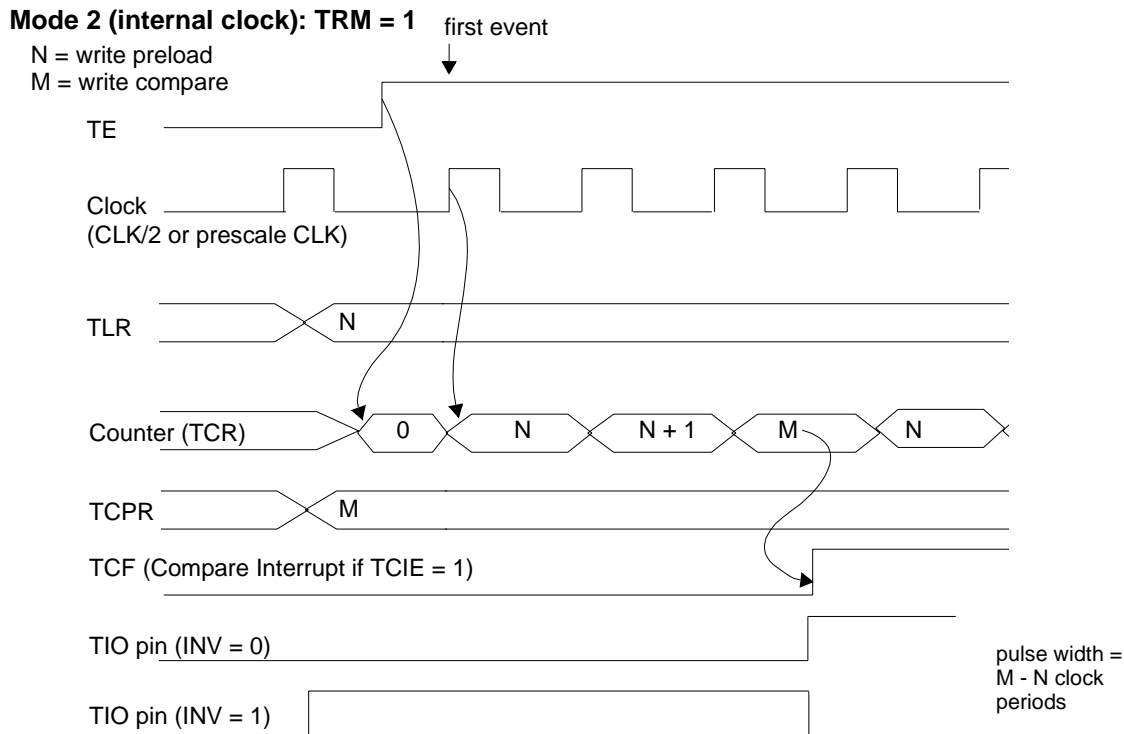 Mode 2 (internal clock): TRM = 1
first event
N = write preload
M = write compare
TE
Clock
(CLK/2 or prescale CLK)
TLR
N
Counter (TCR)
0
N
N + 1
M
N
TCPR
M
TCF (Compare Interrupt if TCIE = 1)
TIO pin (INV = 0)
pulse width =
M - N clock
periods
TIO pin (INV = 1)